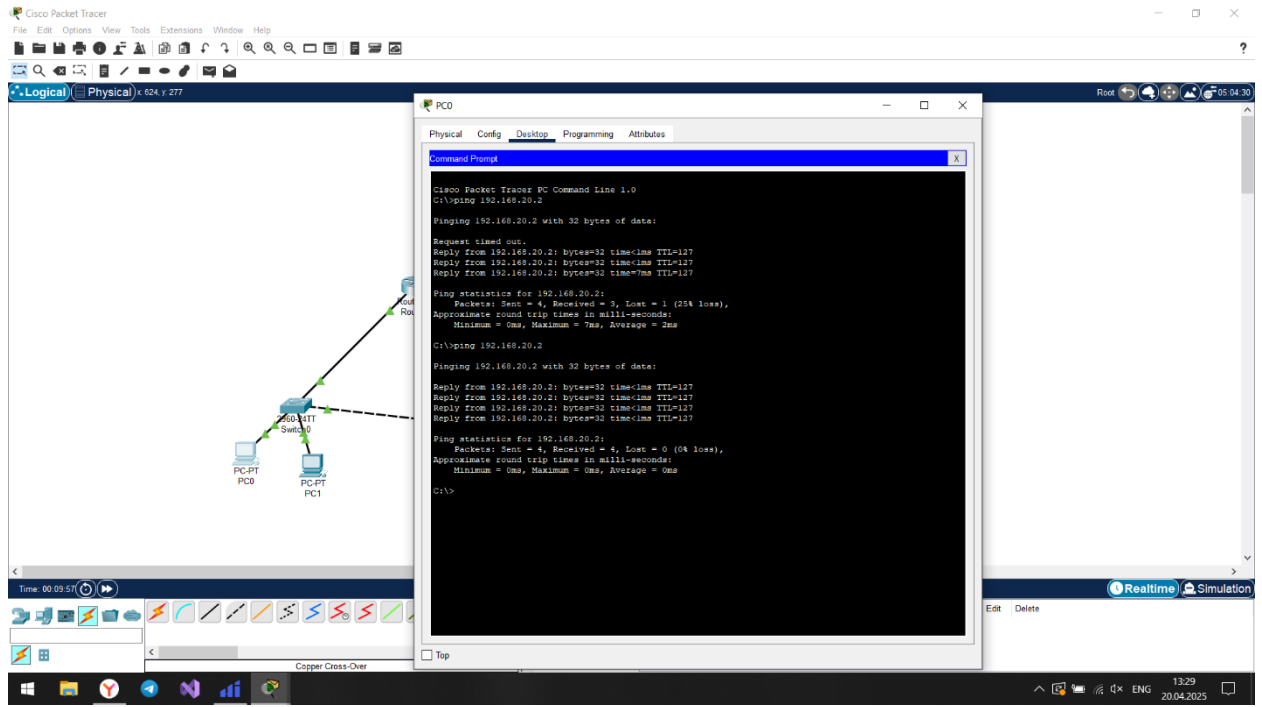 Cisco Packet Tracer
File Edit Options View Tools Extensions Window Help
?
Logical Physical x: 624, y: 277
Root 05:04:30
PC0
Physical Config Desktop Programming Attributes
Command Prompt X
Cisco Packet Tracer PC Command Line 1.0
C:\>ping 192.168.20.2
Pinging 192.168.20.2 with 32 bytes of data:
Request timed out.
Reply from 192.168.20.2: bytes=32 time<1ms TTL=127
Reply from 192.168.20.2: bytes=32 time<1ms TTL=127
Reply from 192.168.20.2: bytes=32 time=7ms TTL=127
Ping statistics for 192.168.20.2:
Packets: Sent = 4, Received = 3, Lost = 1 (25% loss),
Approximate round trip times in milli-seconds:
Minimum = 0ms, Maximum = 7ms, Average = 2ms
C:\>ping 192.168.20.2
Pinging 192.168.20.2 with 32 bytes of data:
Reply from 192.168.20.2: bytes=32 time<1ms TTL=127
Reply from 192.168.20.2: bytes=32 time<1ms TTL=127
Reply from 192.168.20.2: bytes=32 time<1ms TTL=127
Reply from 192.168.20.2: bytes=32 time<1ms TTL=127
Ping statistics for 192.168.20.2:
Packets: Sent = 4, Received = 4, Lost = 0 (0% loss),
Approximate round trip times in milli-seconds:
Minimum = 0ms, Maximum = 0ms, Average = 0ms
C:\>
Top
Rout
Rou
2960-24TT
Switch0
PC-PT
PC0
PC-PT
PC1
Time: 00:09:57
Realtime Simulation
Edit Delete
Copper Cross-Over
ENG
13:29
20.04.2025